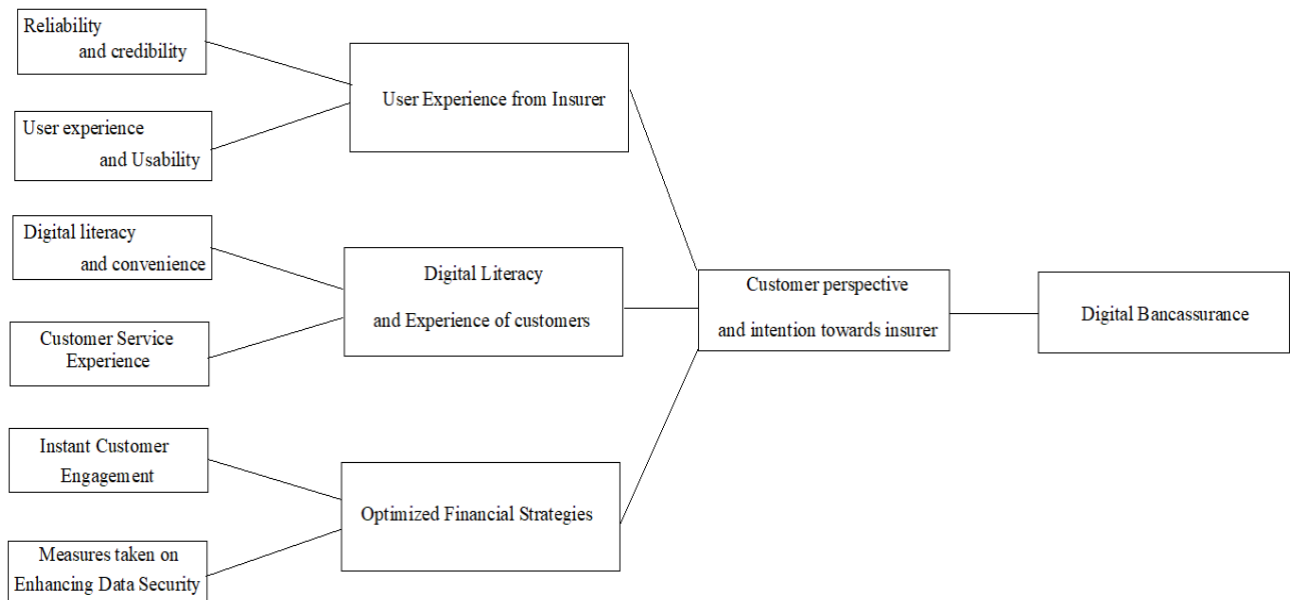 Reliability
and credibility
User experience
and Usability
Digital literacy
and convenience
Customer Service
Experience
Instant Customer
Engagement
Measures taken on
Enhancing Data Security
User Experience from Insurer
Digital Literacy
and Experience of customers
Optimized Financial Strategies
Customer perspective
and intention towards insurer
Digital Bancassurance